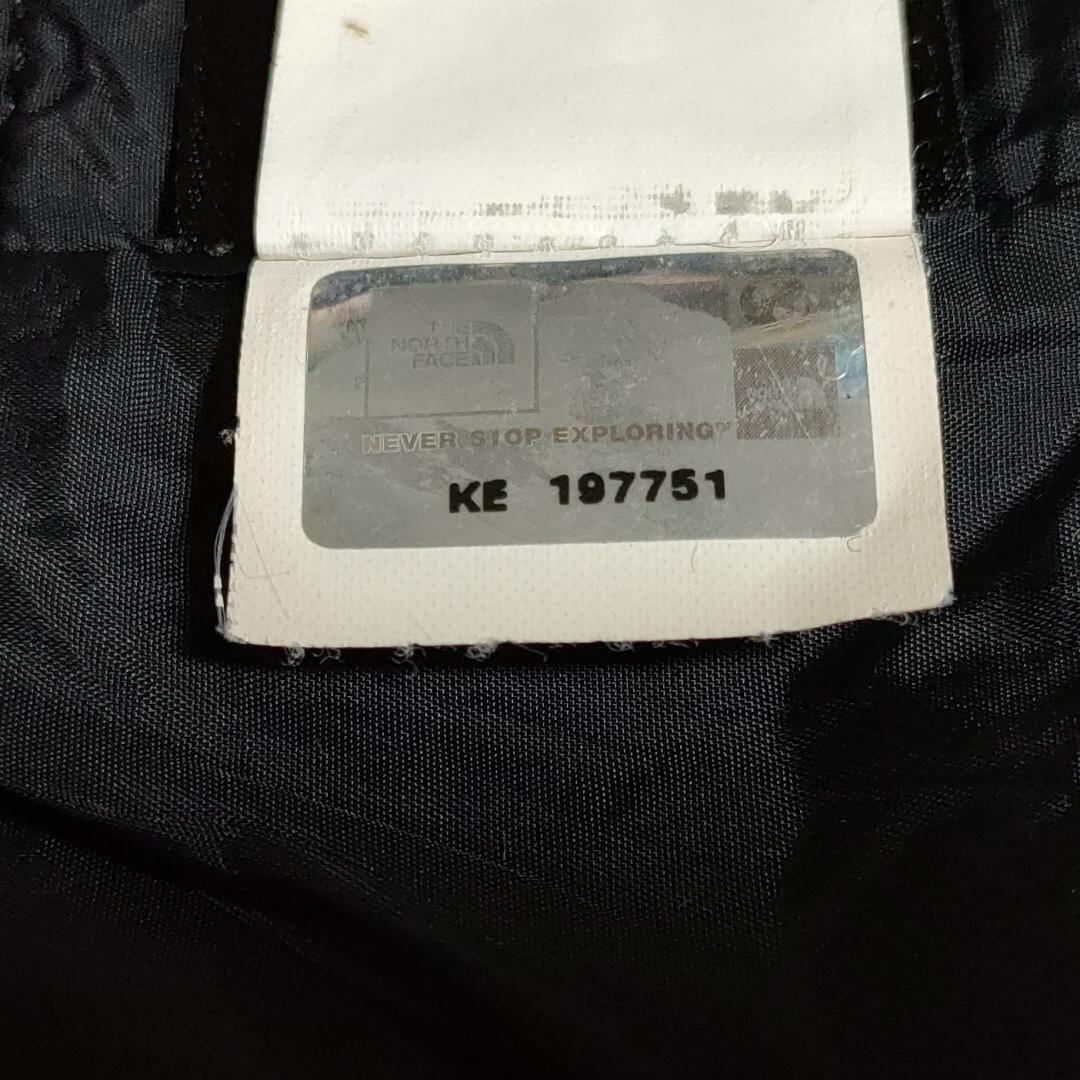 THE
NORTH
FACE
NEVER STOP EXPLORING™
KE 197751